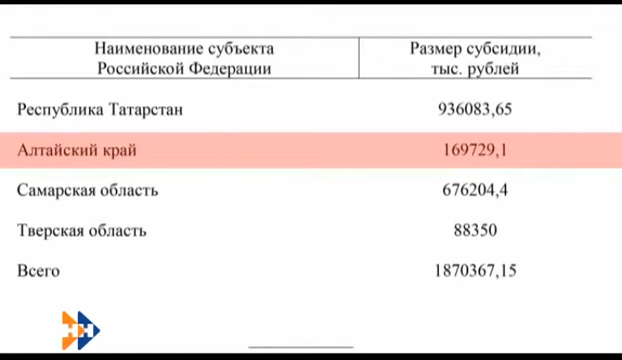 Наименование субъекта Размер субсидии,
Российской Федерации тыс. рублей
Республика Татарстан 936083,65
Алтайский край 169729,1
Самарская область 676204,4
Тверская область 88350
Всего 1870367,15
НН